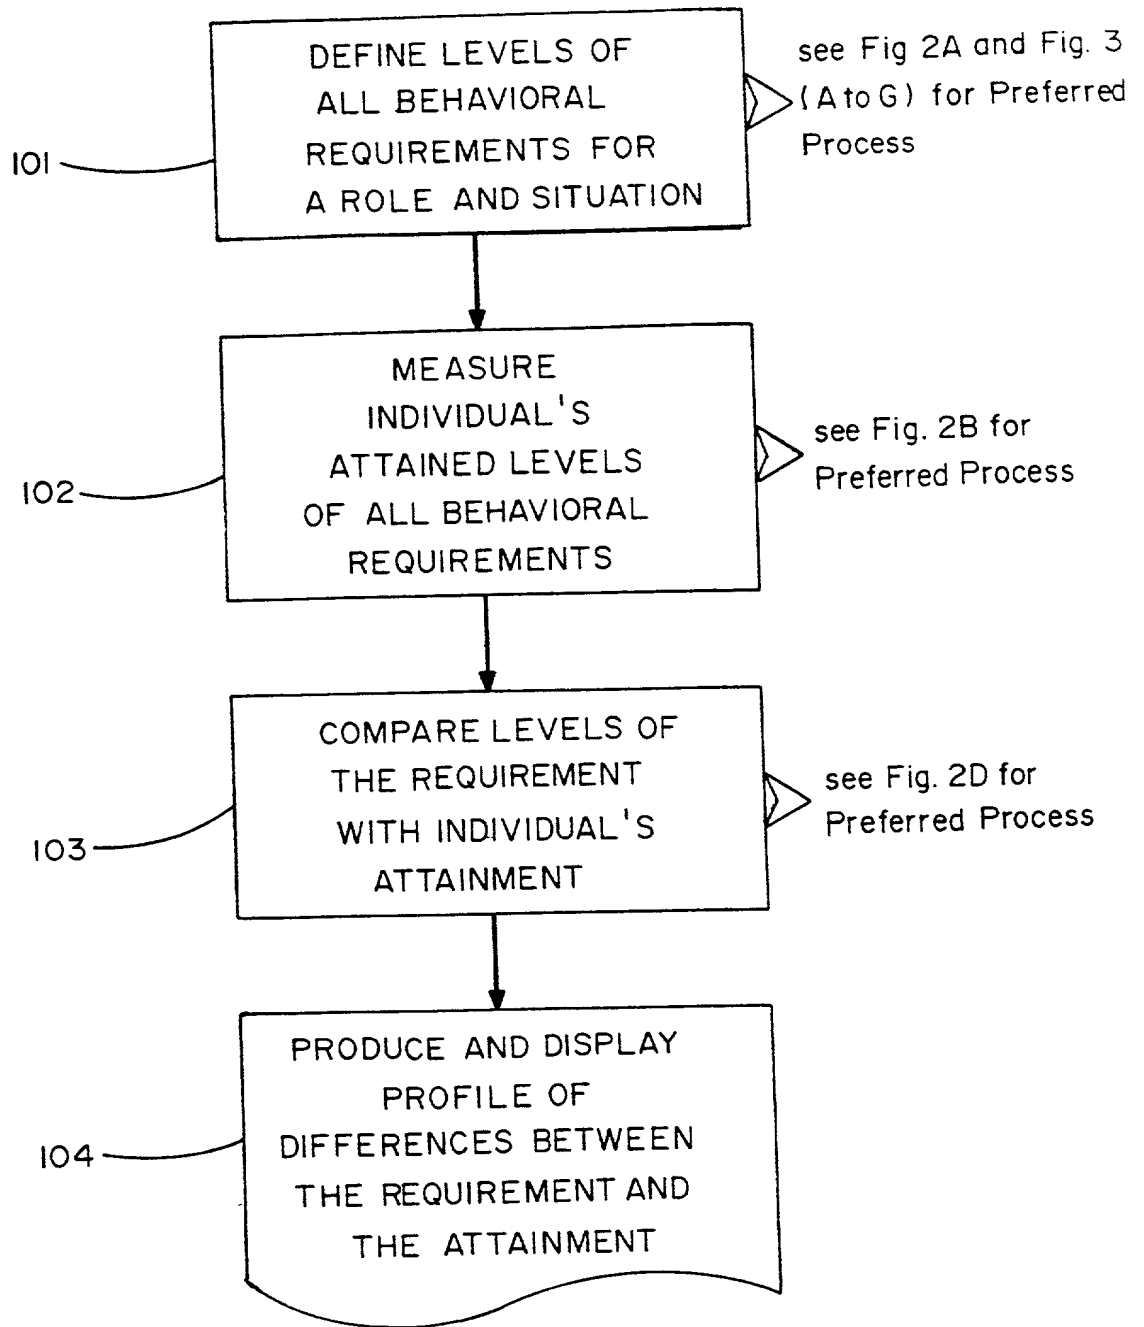 DEFINE LEVELS OF
ALL BEHAVIORAL
REQUIREMENTS FOR
A ROLE AND SITUATION
see Fig 2A and Fig. 3
(A to G) for Preferred
Process
101
MEASURE
INDIVIDUAL'S
ATTAINED LEVELS
OF ALL BEHAVIORAL
REQUIREMENTS
see Fig. 2B for
Preferred Process
102
COMPARE LEVELS OF
THE REQUIREMENT
WITH INDIVIDUAL'S
ATTAINMENT
see Fig. 2D for
Preferred Process
103
PRODUCE AND DISPLAY
PROFILE OF
DIFFERENCES BETWEEN
THE REQUIREMENT AND
THE ATTAINMENT
104